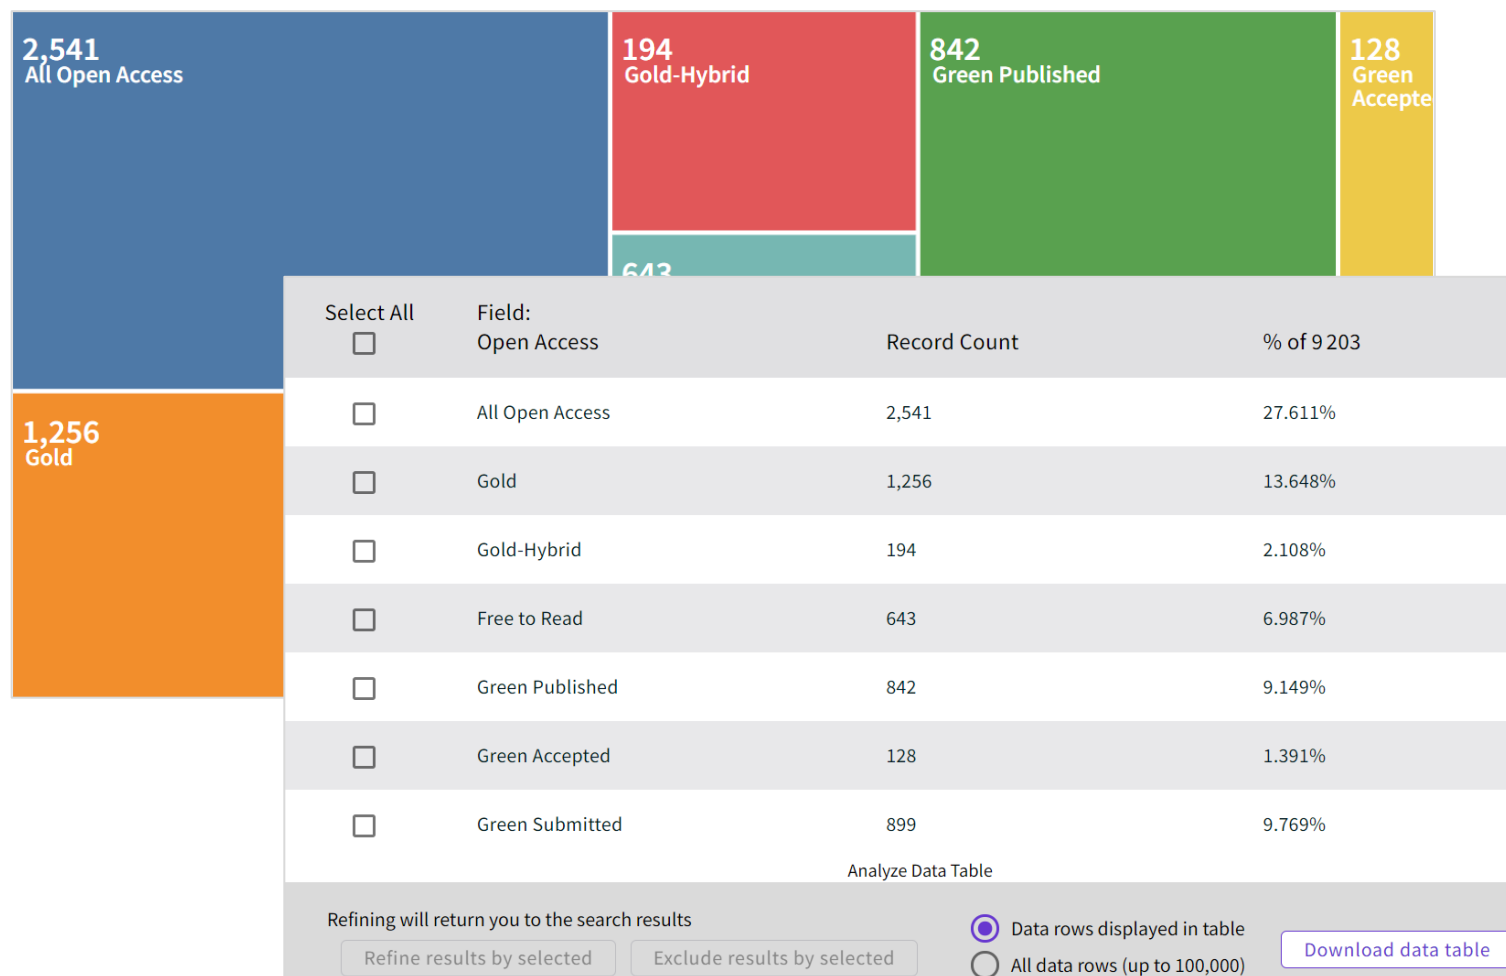 2,541
All Open Access
194
Gold-Hybrid
842
Green Published
128
Green
Accepte
643
1,256
Gold
Select All
Field:
Open Access
Record Count
% of 9 203
All Open Access
2,541
27.611%
Gold
1,256
13.648%
Gold-Hybrid
194
2.108%
Free to Read
643
6.987%
Green Published
842
9.149%
Green Accepted
128
1.391%
Green Submitted
899
9.769%
Analyze Data Table
Refining will return you to the search results
Refine results by selected
Exclude results by selected
Data rows displayed in table
All data rows (up to 100,000)
Download data table